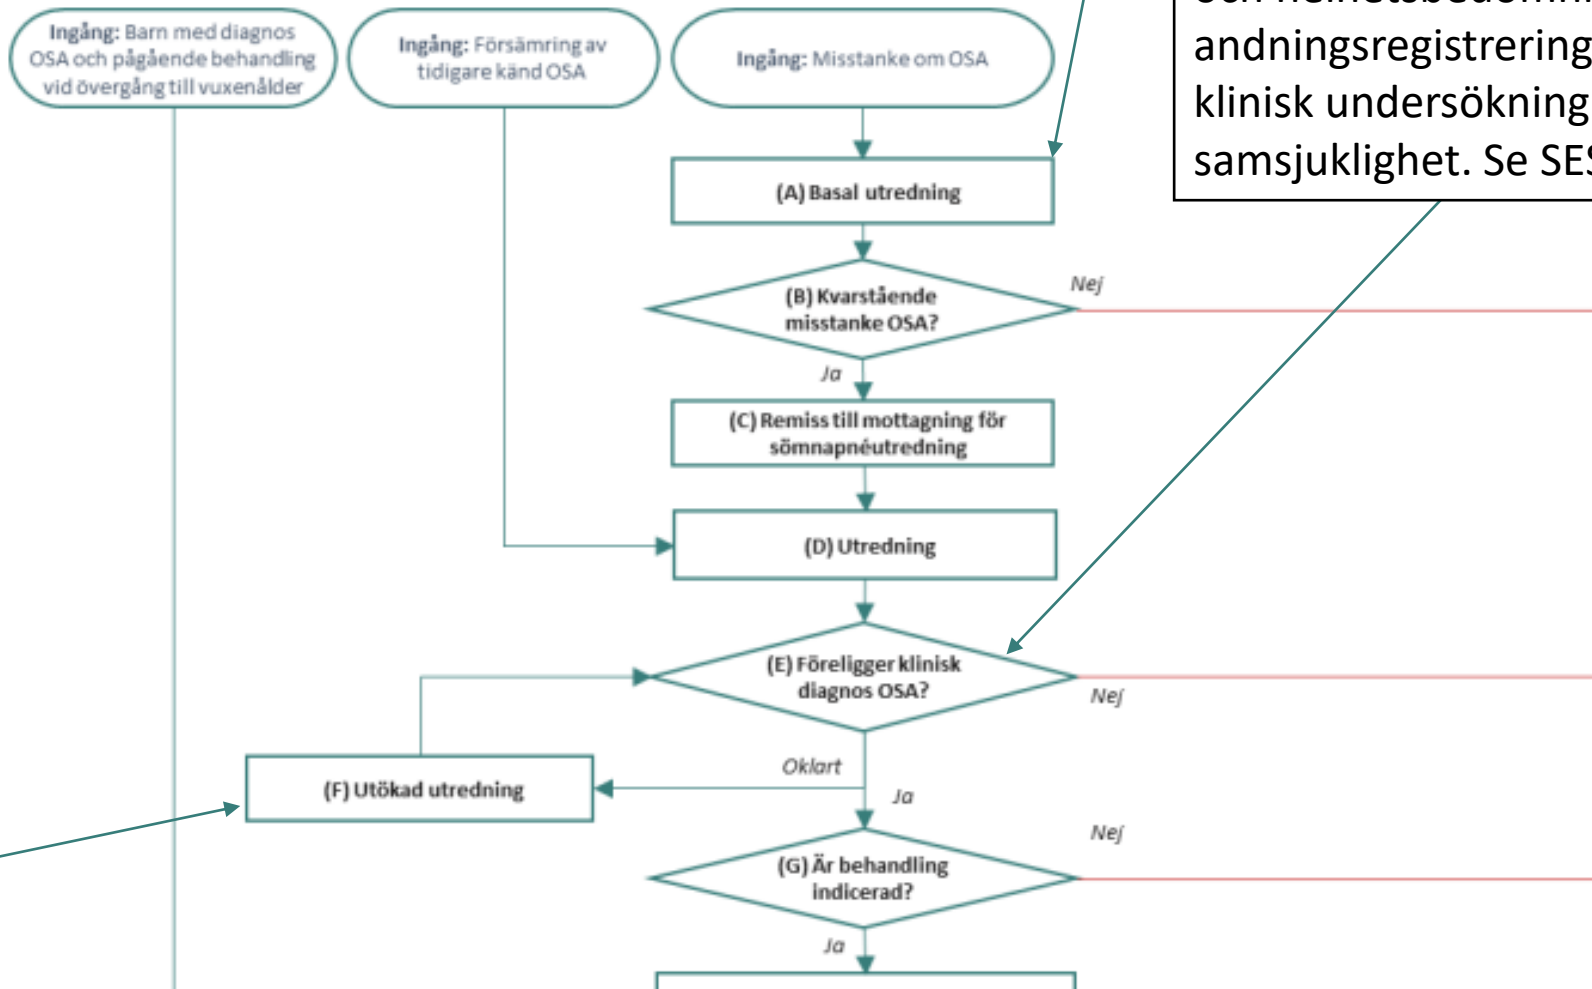 Ingång: Barn med diagnos
OSA och pågående behandling
vid övergång till vuxenålder
Ingång: Försämring av
tidigare känd OSA
Ingång: Misstanke om OSA
andningsregistrering
klinisk undersökning
samsjuklighet. Se
(A) Basal utredning
(B) Kvarstående
misstanke OSA?
Nej
Ja
(C) Remiss till mottagning för
sömnapnéutredning
(D) Utredning
(E) Föreligger klinisk
diagnos OSA?
Nej
Oklart
(F) Utökad utredning
Ja
Nej
(G) Är behandling
indicerad?
Ja